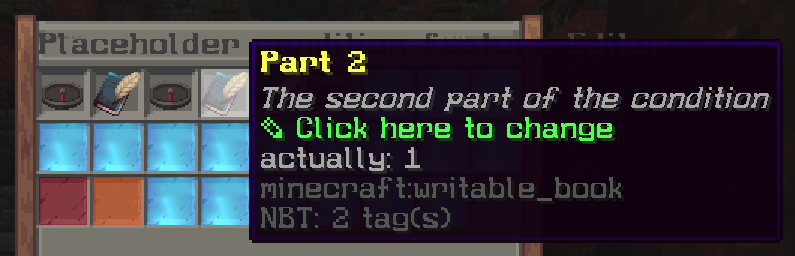 Placeholder
Part 2
The second part of the condition
✎ Click here to change
actually: 1
minecraft:writable_book
NBT: 2 tag(s)